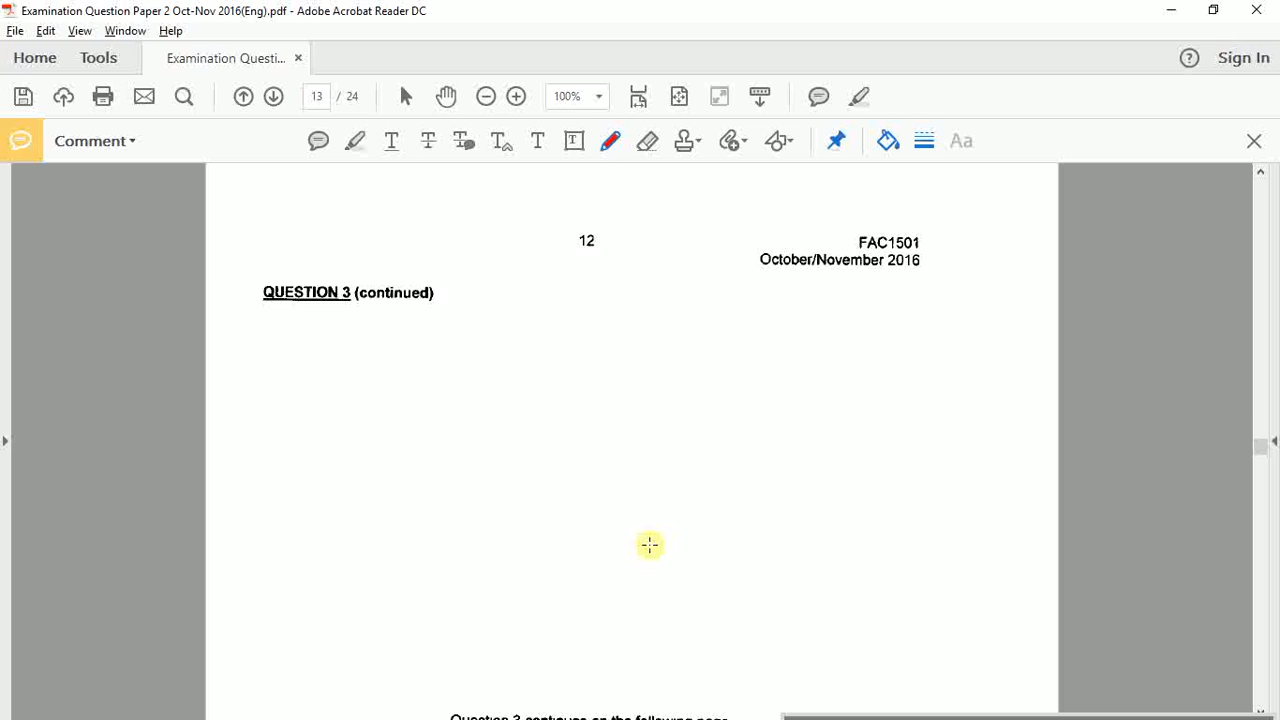 Examination Question Paper 2 Oct-Nov 2016(Eng).pdf - Adobe Acrobat Reader DC
File Edit View Window Help
Home Tools Examination Questi... Sign In
13 / 24 100%
Comment
T T T T T T Aa
12 FAC1501
October/November 2016
QUESTION 3 (continued)
Question 3 continues on the following page